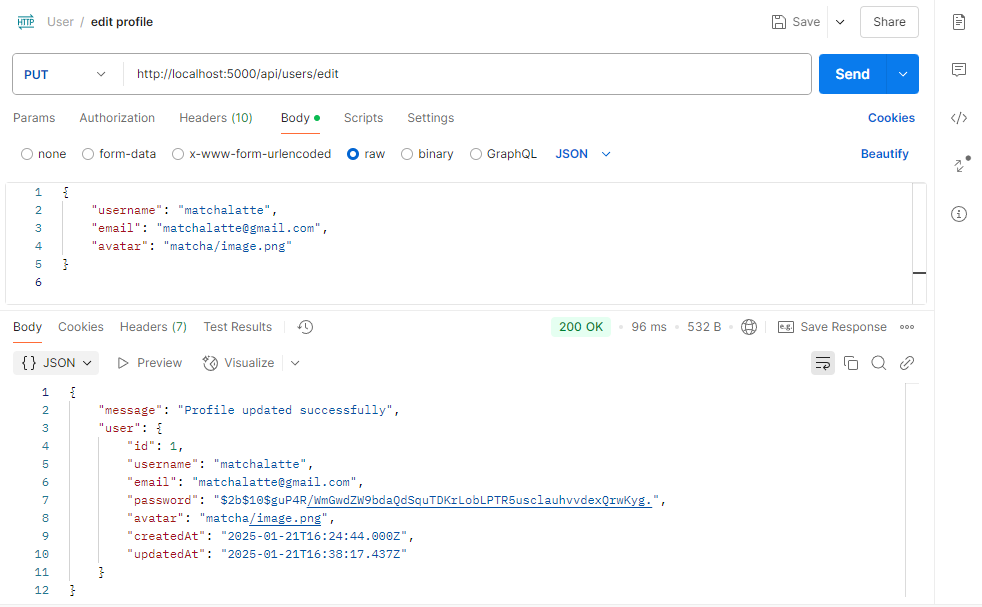 HTTP User / edit profile Save Share
PUT http://localhost:5000/api/users/edit Send
Params Authorization Headers (10) Body Scripts Settings Cookies
none form-data x-www-form-urlencoded raw binary GraphQL JSON Beautify
1 {
2 "username": "matchalatte",
3 "email": "matchalatte@gmail.com",
4 "avatar": "matcha/image.png"
5 }
6
Body Cookies Headers (7) Test Results 200 OK • 96 ms • 532 B • e.g. Save Response
{} JSON Preview Visualize
1 {
2 "message": "Profile updated successfully",
3 "user": {
4 "id": 1,
5 "username": "matchalatte",
6 "email": "matchalatte@gmail.com",
7 "password": "$2b$10$guP4R/WmGwdZW9bdaQdSquTDKrLobLPTR5usclauhvvdexQrwKyg.",
8 "avatar": "matcha/image.png",
9 "createdAt": "2025-01-21T16:24:44.000Z",
10 "updatedAt": "2025-01-21T16:38:17.437Z"
11 }
12 }